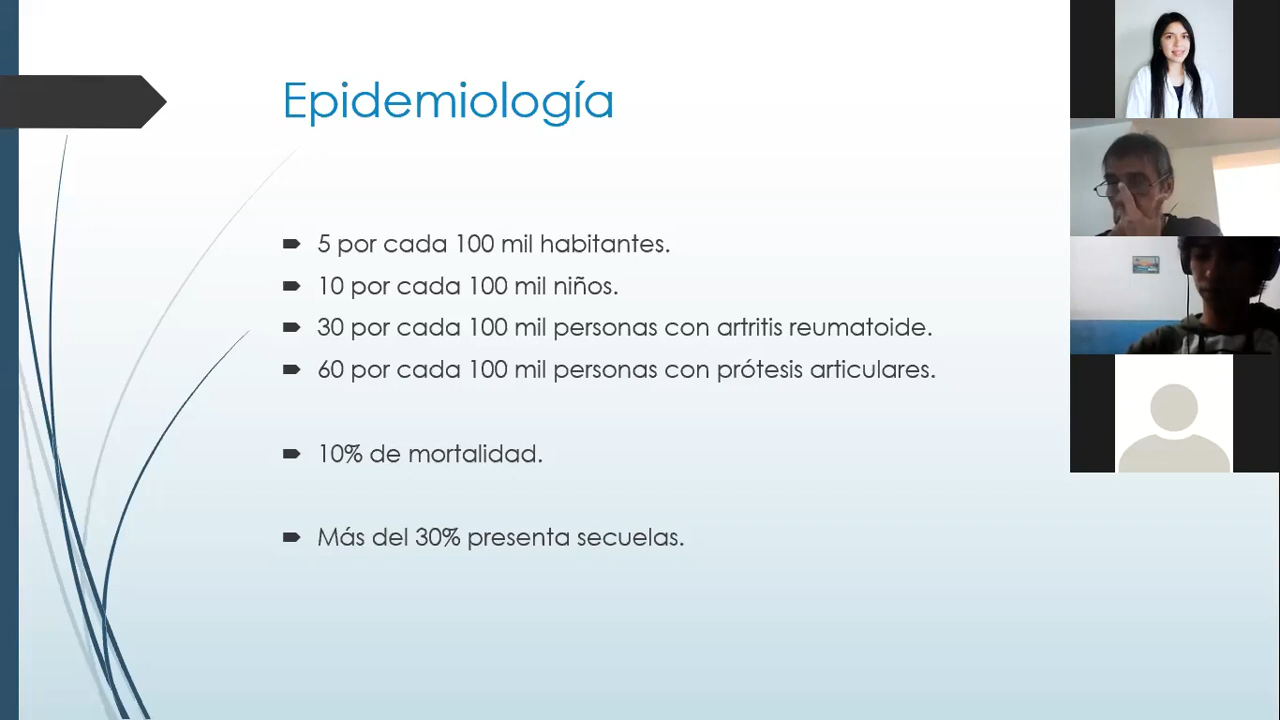 Epidemiología
5 por cada 100 mil habitantes.
10 por cada 100 mil niños.
30 por cada 100 mil personas con artritis reumatoide.
60 por cada 100 mil personas con prótesis articulares.
10% de mortalidad.
Más del 30% presenta secuelas.